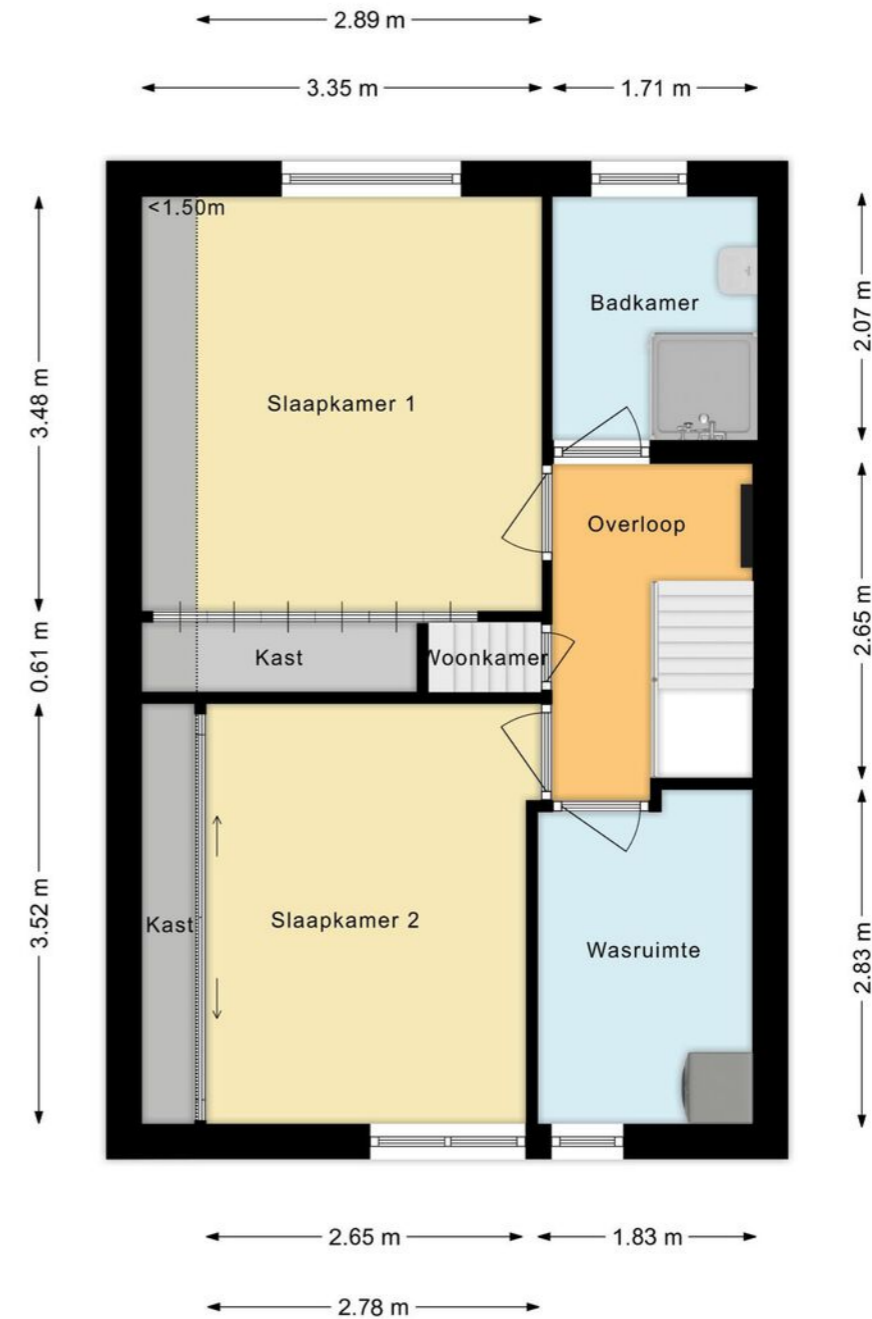 2.89 m
3.35 m
1.71 m
<1.50m
Badkamer
2.07 m
3.48 m
Slaapkamer 1
Overloop
2.65 m
0.61 m
Kast
Woonkamer
3.52 m
Kast
Slaapkamer 2
Wasruimte
2.83 m
2.65 m
1.83 m
2.78 m